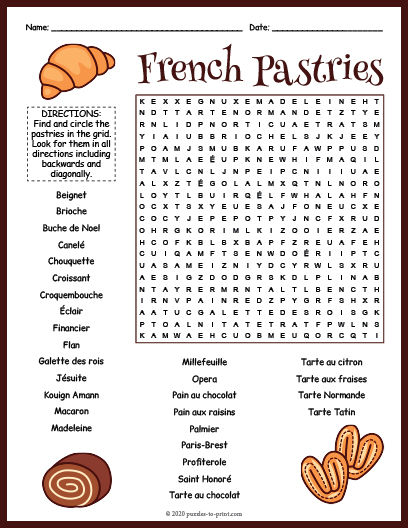 Name: ______________________ Date: ______________
French Pastries
DIRECTIONS:
Find and circle the
pastries in the grid.
Look for them in all
directions including
backwards and
diagonally.
K E X X E G N U X E M A D E L E I N E H T
N D T T A R T E N O R M A N D E T Z T Y E
R N L I D P N O R T I C U A E T R A T S M
Y I A I U B B R I O C H E L S J K J E E Y
P O A M J S M U B K A R U F A W P P U S D
M T M L A E É U P K N E W H I F M A Q I L
T A V L C N L J N P E I P C N I I I U A E
A L X Z T É G O L A L M X Q T N L N O R O
L O Y T L B U I R Q É L F W H A L A H F N
O C X T S X Y E U E S A J F O N E U C X E
C O C Y J E P E P O T P Y J N C F X R U D
O H R G K O R I M L K I Z O O I E R Z A E
H C O F K B L S X B A P F Z R E U A F E H
C U I Q A M F T S E N W D O É R I I P T C
U A S A M E I Z N I Y D C Y R W L S X R U
A E S I G Z D O D G R S K D L P L I N A B
N T A Y R E R M R N T A L T L B E N C T H
I R N V P A I N R E D Z P Y G R F S H X R
A A T U C G A L E T T E D E S R O I S G K
P T O A L N I T A T E T R A T F P W L N S
K A M W A E H C U O B M E U Q O R C Q T I
Beignet
Brioche
Buche de Noel
Canelé
Chouquette
Croissant
Croquembouche
Éclair
Financier
Flan
Galette des rois
Jésuite
Kouign Amann
Macaron
Madeleine
Millefeuille
Opera
Pain au chocolat
Pain aux raisins
Palmier
Paris-Brest
Profiterole
Saint Honoré
Tarte au chocolat
Tarte au citron
Tarte aux fraises
Tarte Normande
Tarte Tatin
© 2020 puzzles-to-print.com